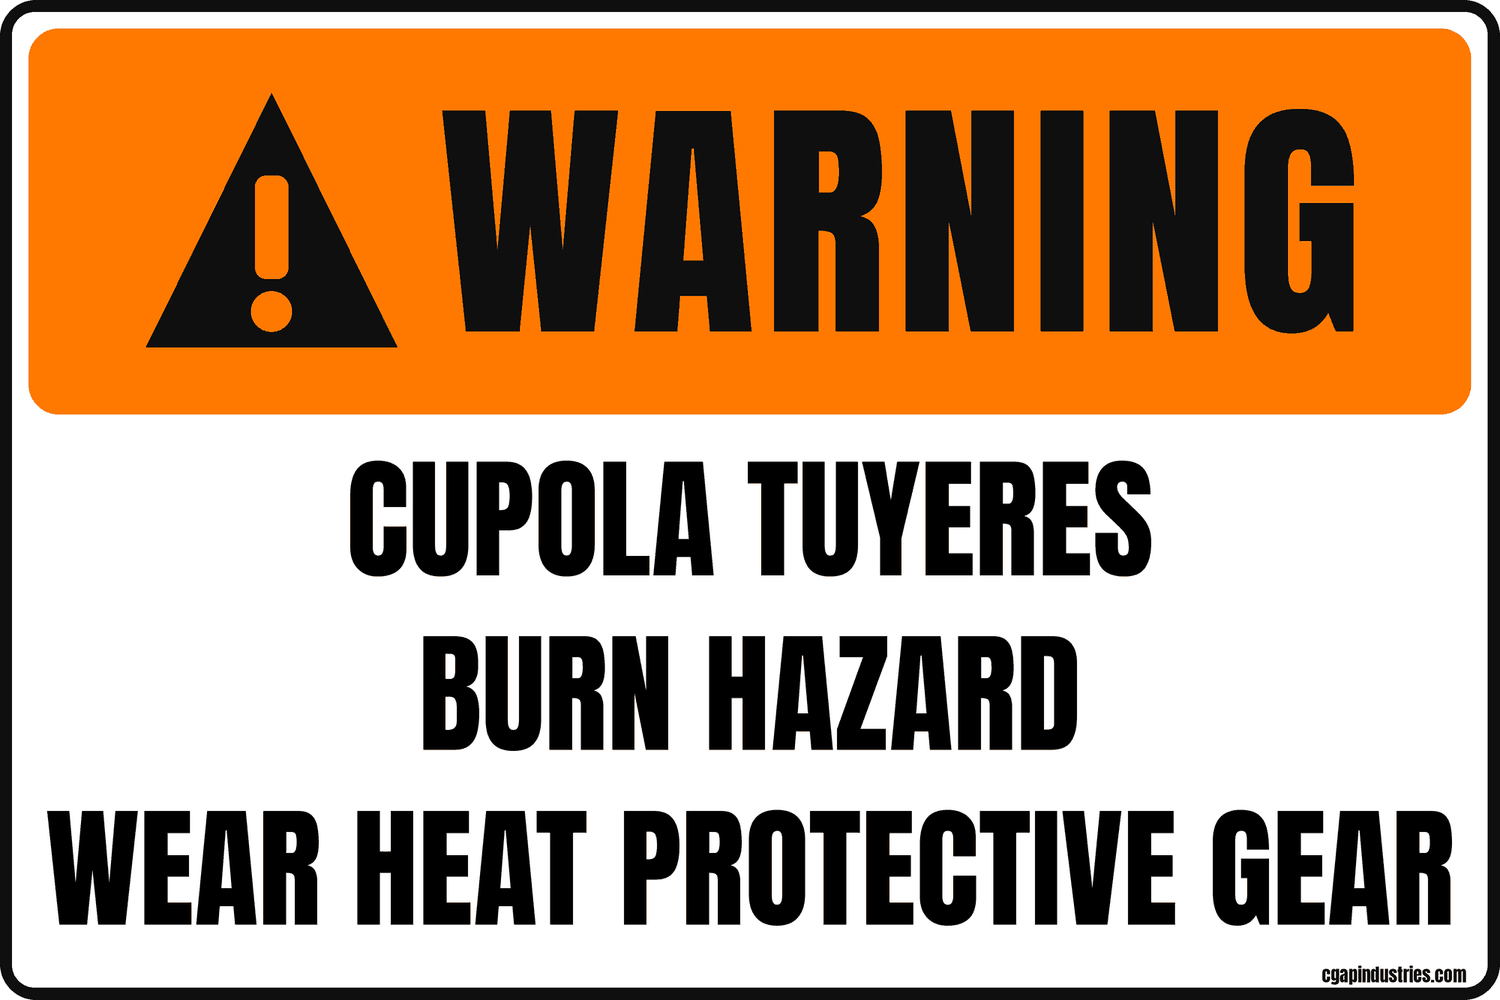 WARNING
CUPOLA TUYERES
BURN HAZARD
WEAR HEAT PROTECTIVE GEAR
cgapindustries.com